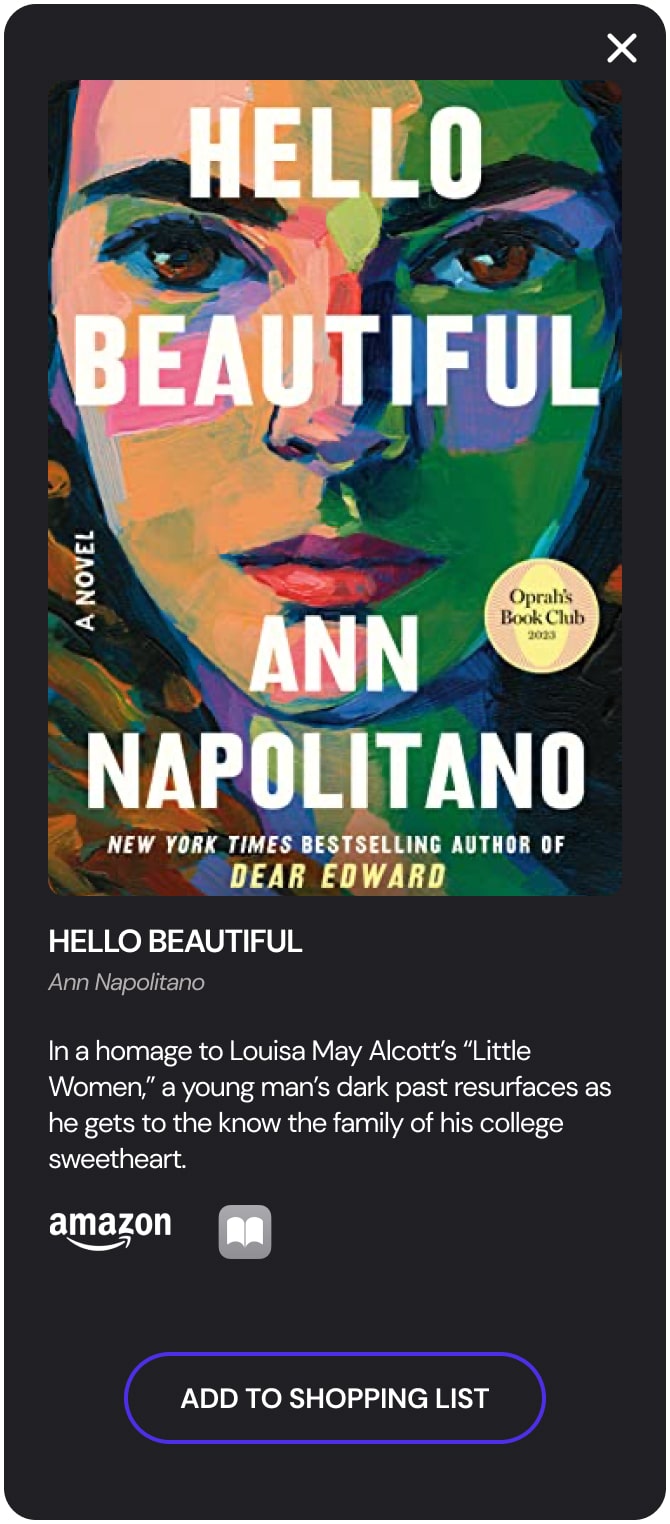 HELLO
BEAUTIFUL
A NOVEL
Oprah's
Book Club
2023
ANN
NAPOLITANO
NEW YORK TIMES BESTSELLING AUTHOR OF
DEAR EDWARD
HELLO BEAUTIFUL
Ann Napolitano
In a homage to Louisa May Alcott’s “Little
Women,” a young man’s dark past resurfaces as
he gets to the know the family of his college
sweetheart.
amazon
ADD TO SHOPPING LIST